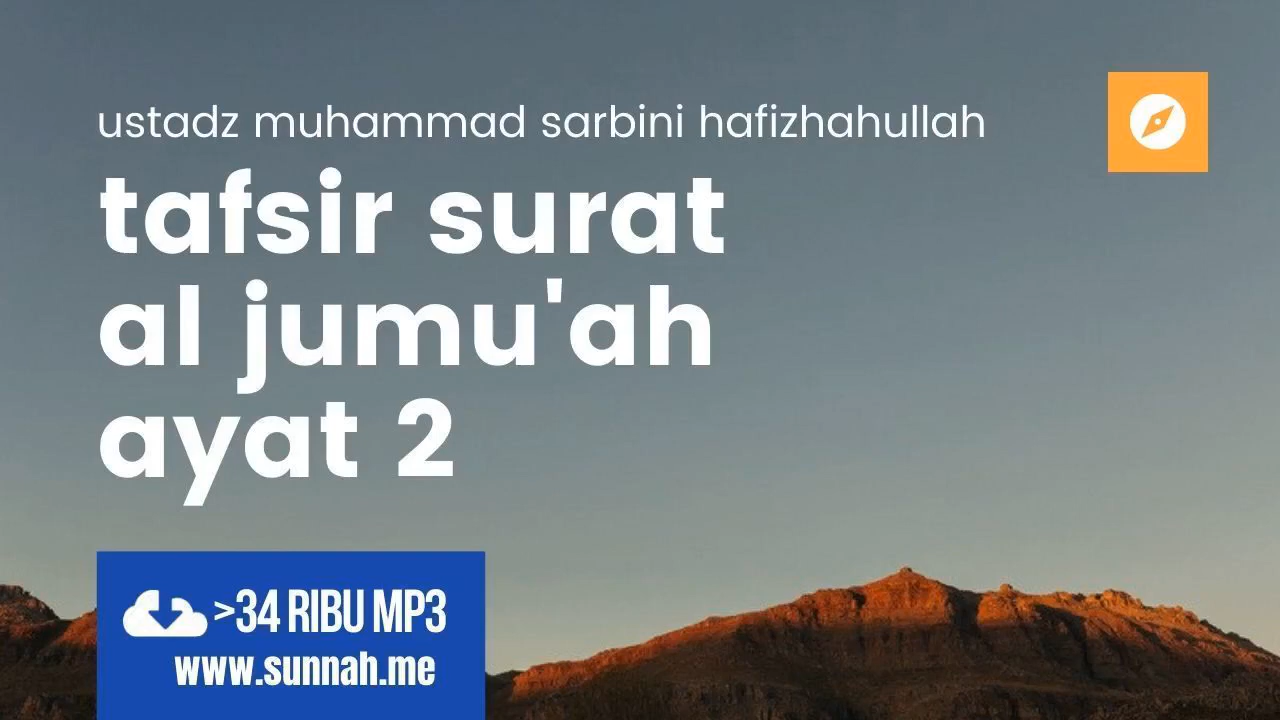 ustadz muhammad sarbini hafizhahullah
tafsir surat
al jumu'ah
ayat 2
>34 RIBU MP3
www.sunnah.me